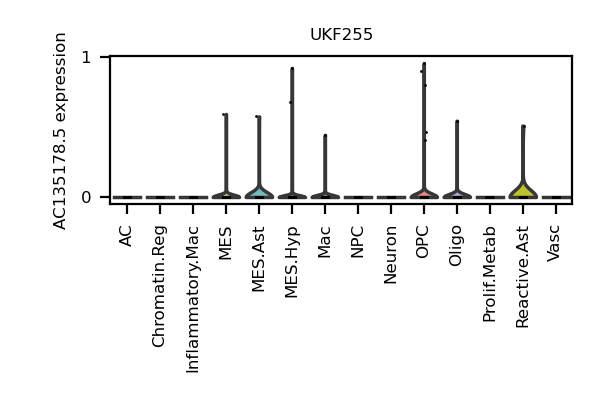 UKF255
AC135178.5 expression
1
0
AC
Chromatin.Reg
Inflammatory.Mac
MES
MES.Ast
MES.Hyp
Mac
NPC
Neuron
OPC
Oligo
Prolif.Metab
Reactive.Ast
Vasc